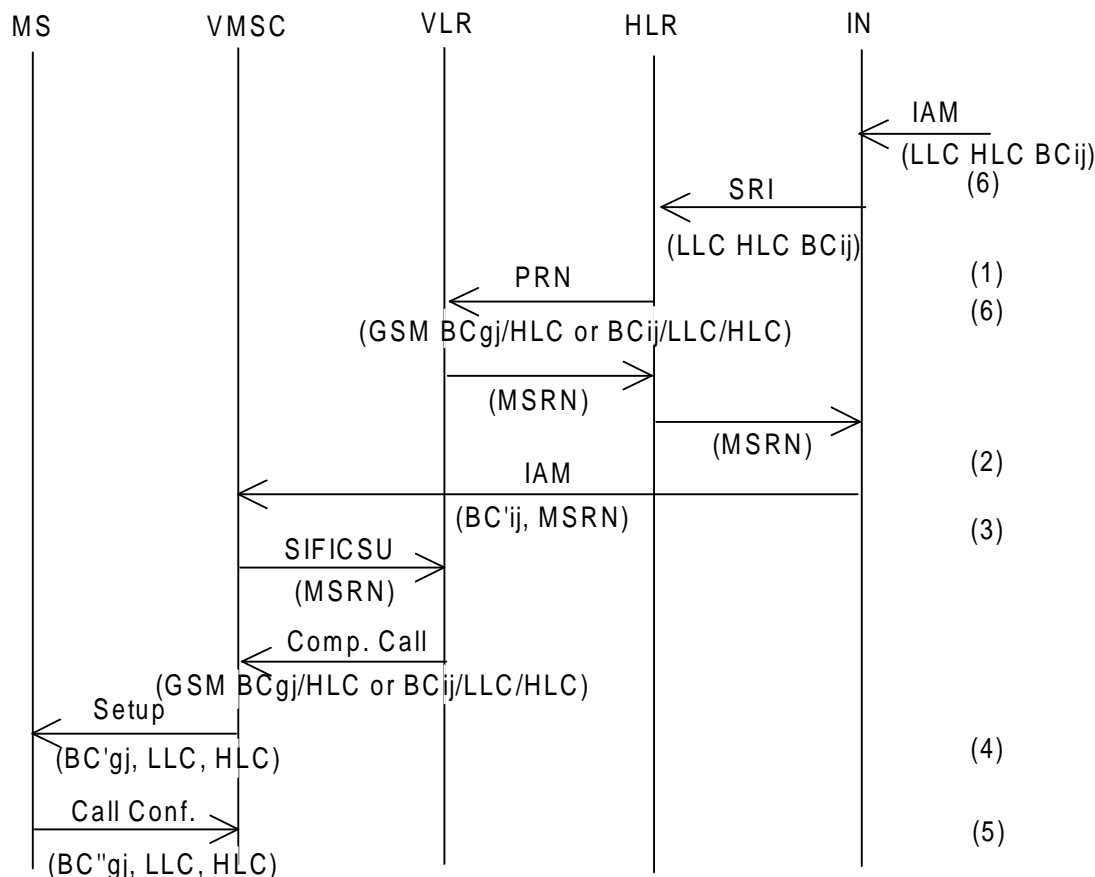 MS VMSC VLR HLR IN
IAM
(LLC HLC BCij)
(6)
SRI
(LLC HLC BCij)
(1)
PRN
(6)
(GSM BCgj/HLC or BCij/LLC/HLC)
(MSRN)
(MSRN)
(2)
IAM
(BC'ij, MSRN)
(3)
SIFICSU
(MSRN)
Comp. Call
(GSM BCgj/HLC or BCij/LLC/HLC)
Setup
(BC'gj, LLC, HLC)
(4)
Call Conf.
(5)
(BC"gj, LLC, HLC)